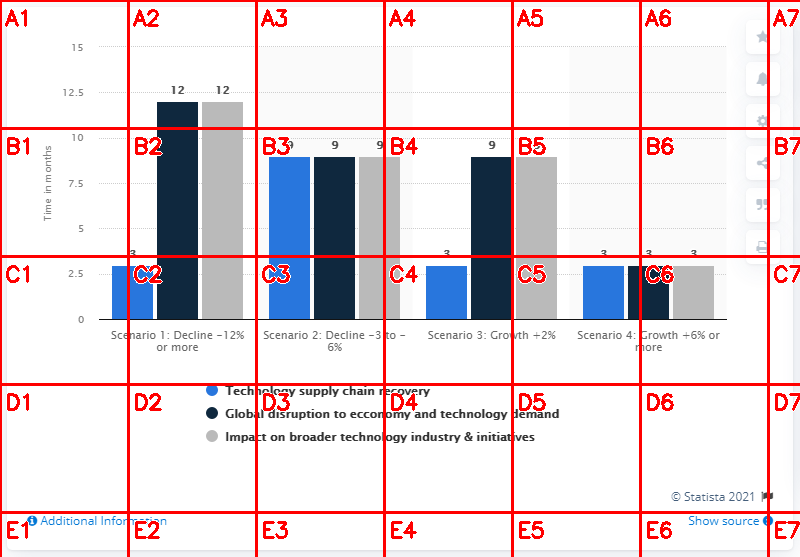 A1 A2 A3 A4 A5 A6 A7
15
12.5
12 12
B1 B2 B3 B4 B5 B6 B7
10
9 9 9 9
7.5
5
Time in months
3 3 3 3 3
C1 C2 C3 C4 C5 C6 C7
2.5
0
Scenario 1: Decline -12% or more
Scenario 2: Decline -3 to -6%
Scenario 3: Growth +2%
Scenario 4: Growth +6% or more
D1 D2 D3 D4 D5 D6 D7
Technology supply chain recovery
Global disruption to ecconomy and technology demand
Impact on broader technology industry & initiatives
© Statista 2021
E1 E2 E3 E4 E5 E6 E7
Additional Information
Show source